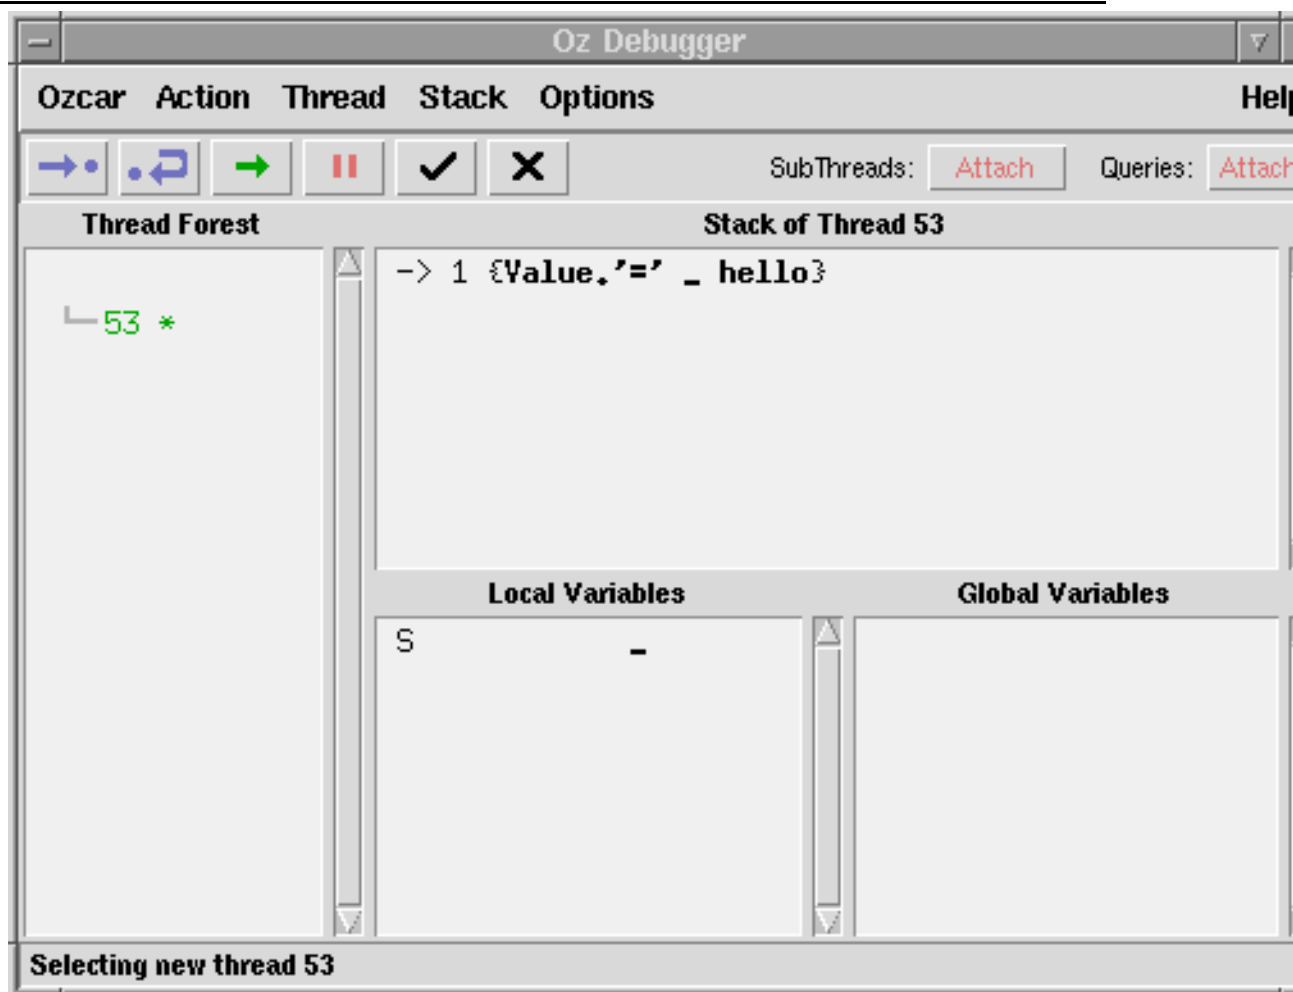 Oz Debugger
Ozcar Action Thread Stack Options Help
SubThreads: Attach Queries: Attach
Thread Forest
Stack of Thread 53
-> 1 {Value.'=' _ hello}
53 *
Local Variables
Global Variables
S _
Selecting new thread 53